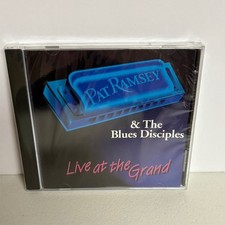 PAT RAMSEY
& The
Blues Disciples
Live at the Grand